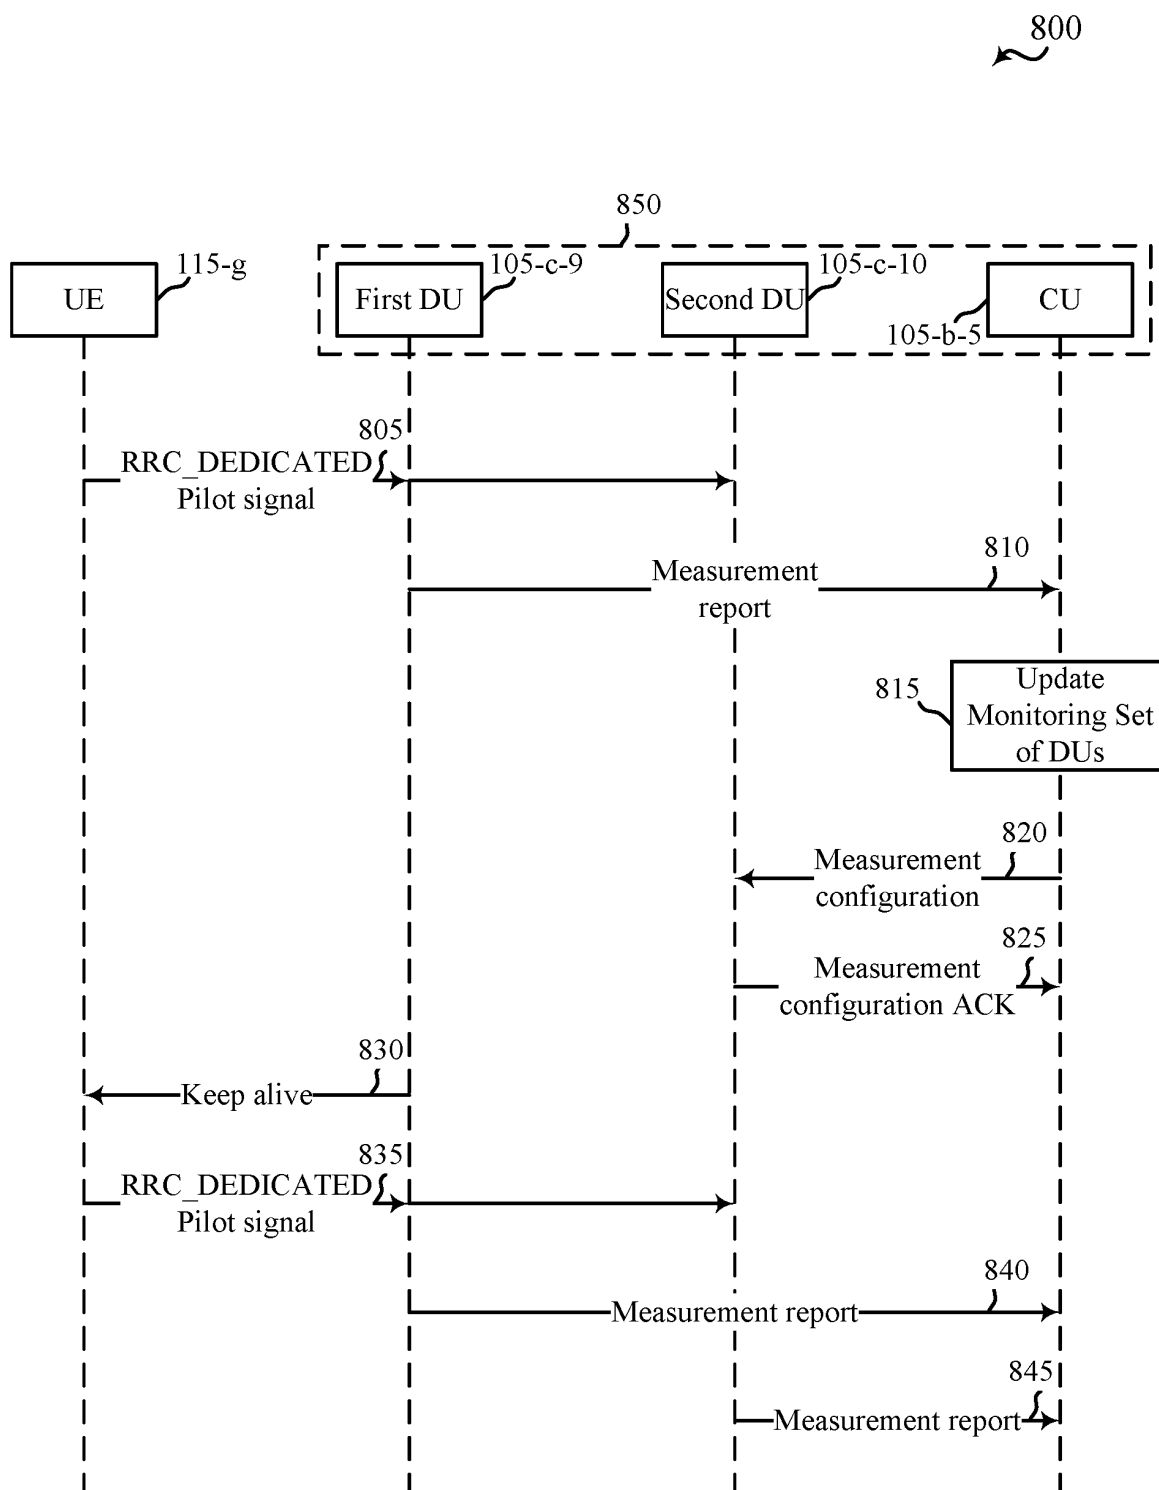 800
850
115-g
105-c-9
105-c-10
UE
First DU
Second DU
CU
105-b-5
805
RRC_DEDICATED
Pilot signal
810
Measurement
report
815
Update
Monitoring Set
of DUs
820
Measurement
configuration
825
Measurement
configuration ACK
830
Keep alive
835
RRC_DEDICATED
Pilot signal
840
Measurement report
845
Measurement report